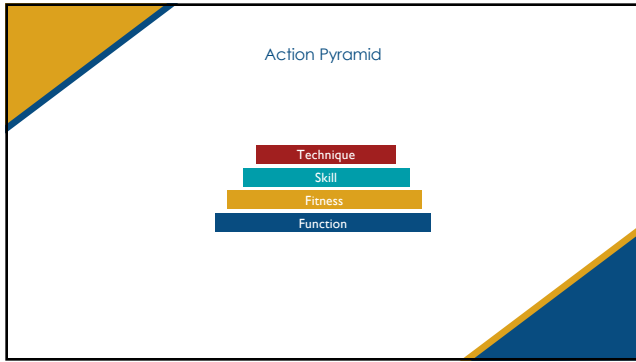 Action Pyramid
Technique
Skill
Fitness
Function